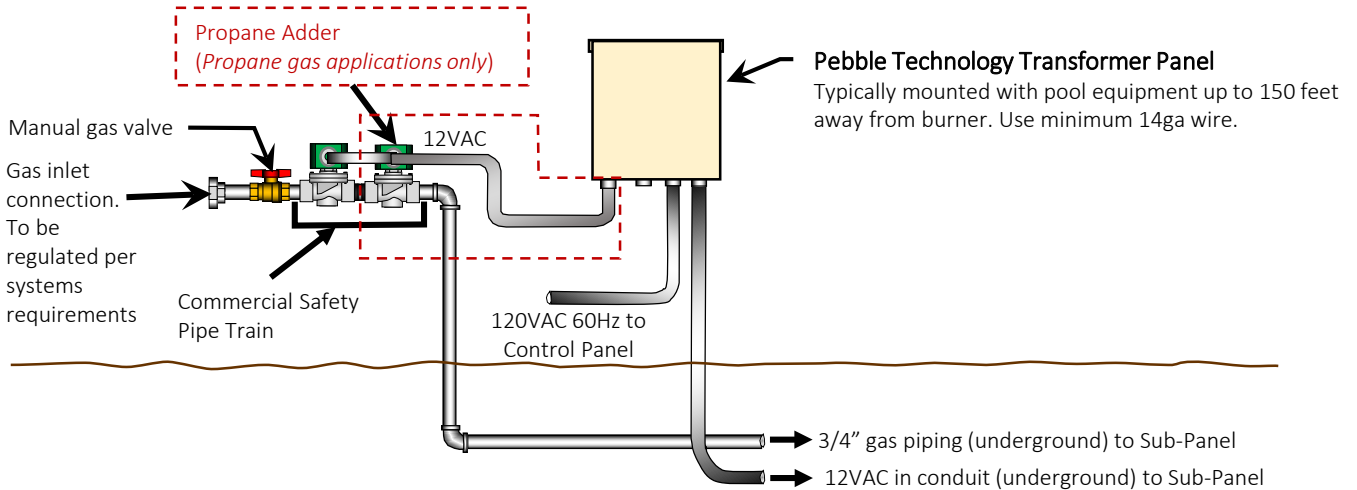 Propane Adder
(Propane gas applications only)
Pebble Technology Transformer Panel
Typically mounted with pool equipment up to 150 feet
away from burner. Use minimum 14ga wire.
Manual gas valve
12VAC
Gas inlet
connection.
To be
regulated per
systems
requirements
Commercial Safety
Pipe Train
120VAC 60Hz to
Control Panel
3/4” gas piping (underground) to Sub-Panel
12VAC in conduit (underground) to Sub-Panel